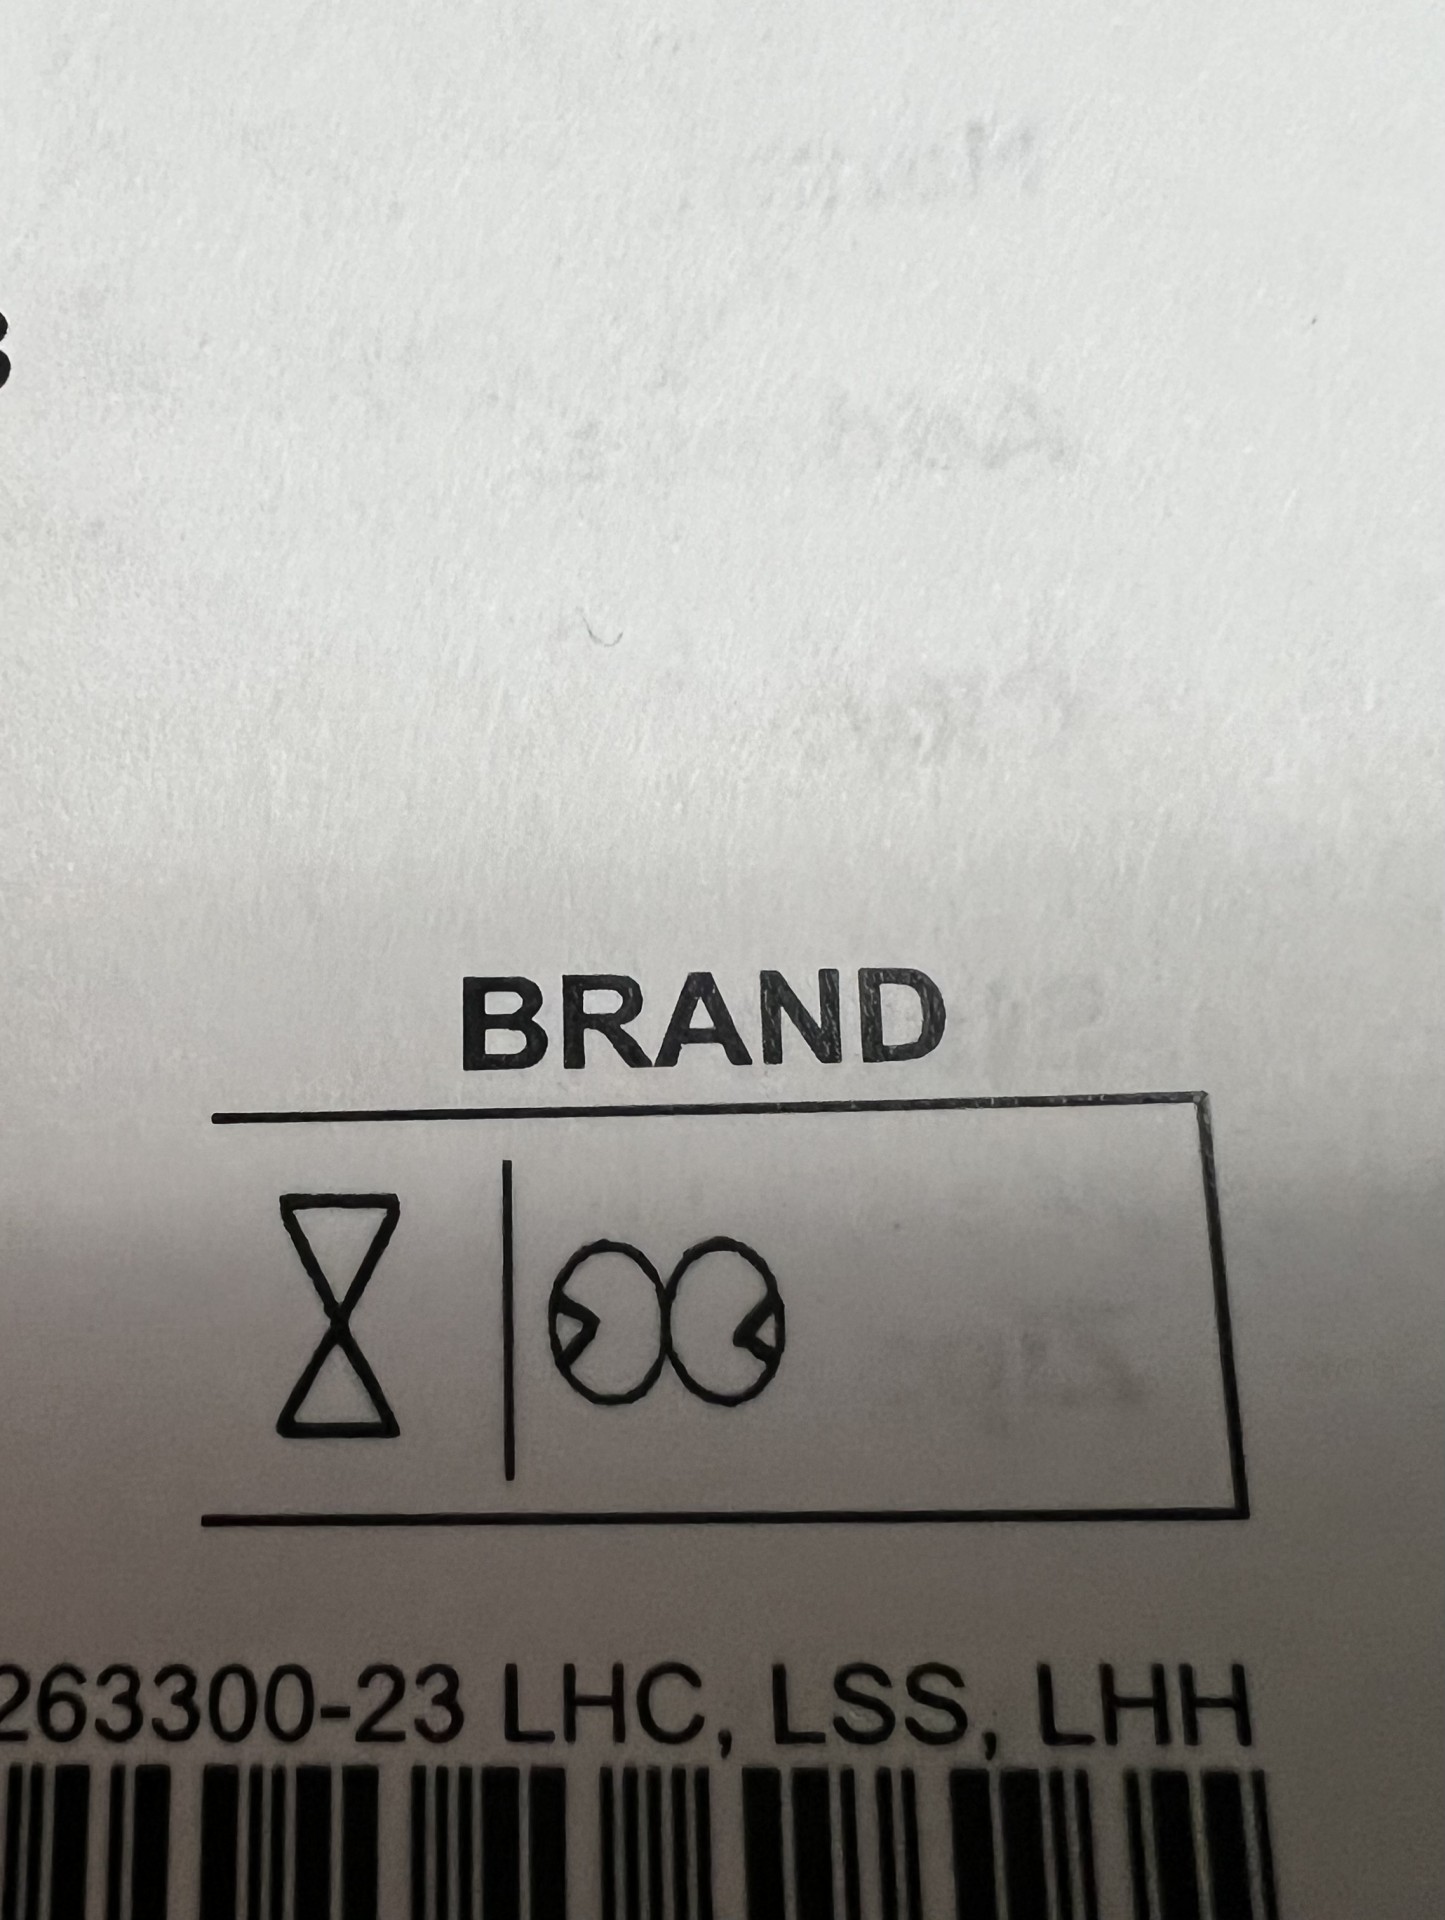 BRAND
263300-23 LHC, LSS, LHH